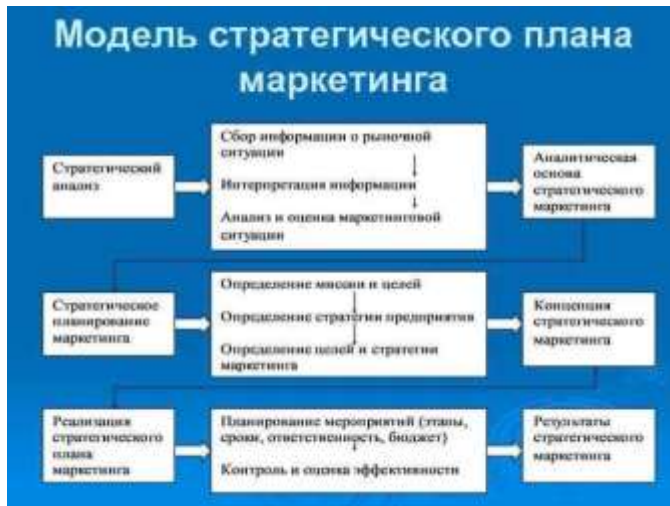 Модель стратегического плана
маркетинга
Стратегический
анализ
Сбор информации о рыночной
ситуации
Интерпретация информации
Анализ и оценка маркетинговой
ситуации
Аналитическая
основа
стратегического
маркетинга
Стратегическое
планирование
маркетинга
Определение миссии и целей
Определение стратегии предприятия
Определение целей и стратегии
маркетинга
Концепция
стратегического
маркетинга
Реализация
стратегического
плана
маркетинга
Планирование мероприятий (этапы,
сроки, ответственность, бюджет)
Контроль и оценка эффективности
Результаты
стратегического
маркетинга